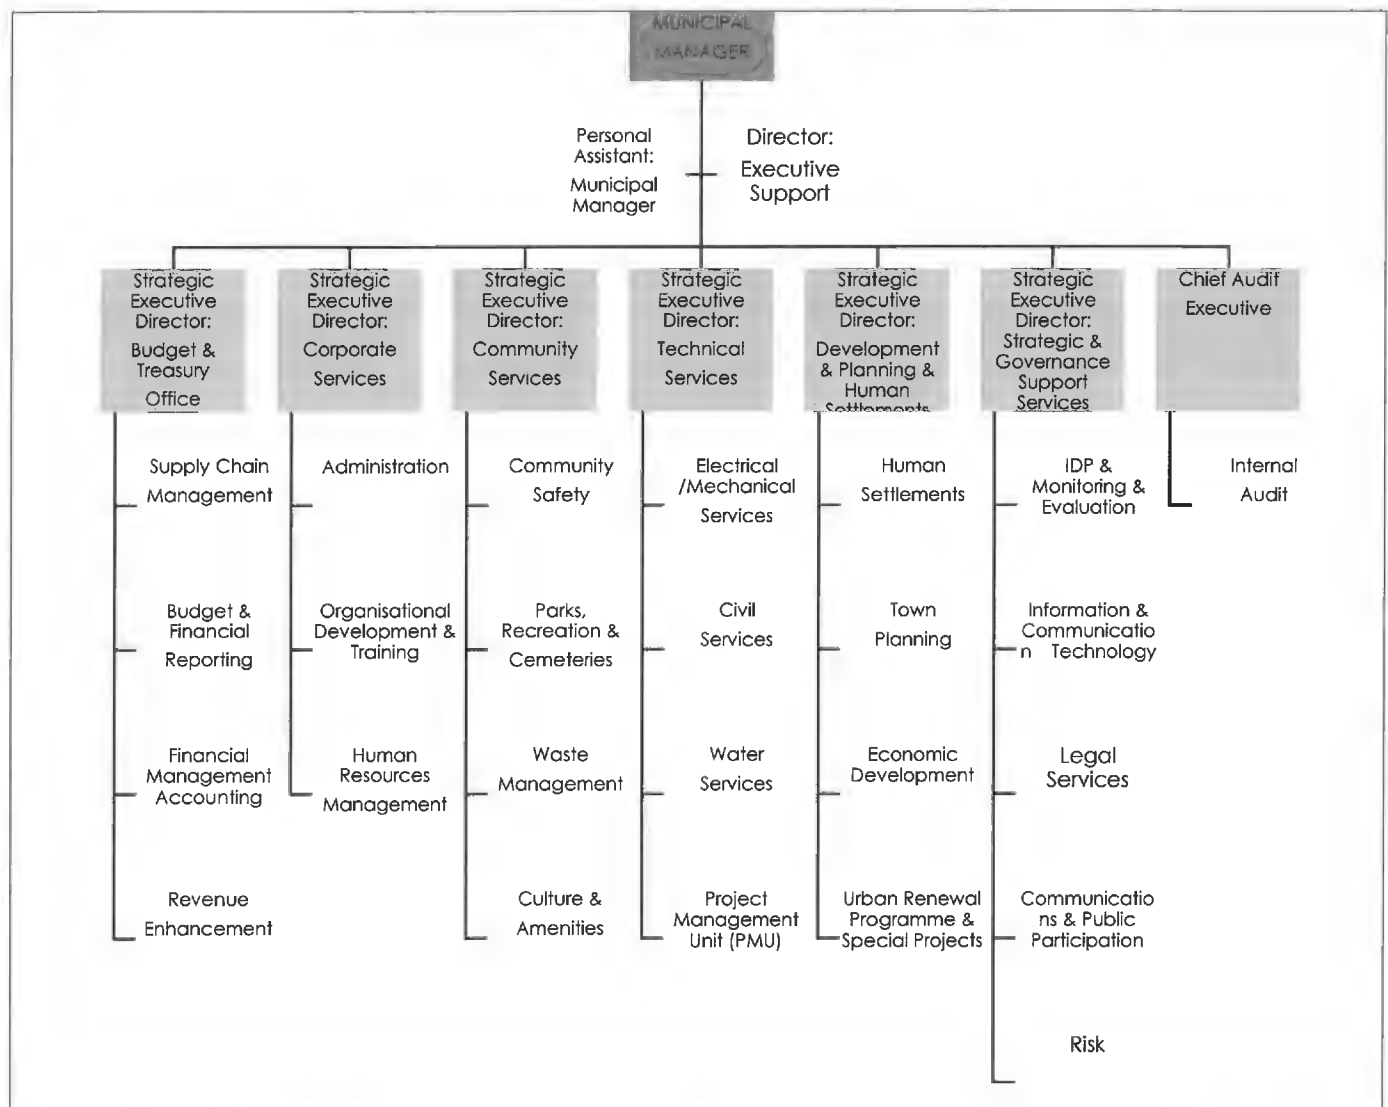 MUNICIPAL
MANAGER
Personal
Assistant:
Municipal
Manager
Director:
Executive
Support
Strategic
Executive
Director:
Budget &
Treasury
Office
Strategic
Executive
Director:
Corporate
Services
Strategic
Executive
Director:
Community
Services
Strategic
Executive
Director:
Technical
Services
Strategic
Executive
Director:
Development
& Planning &
Human
Settlements
Strategic
Executive
Director:
Strategic &
Governance
Support
Services
Chief Audit
Executive
Supply Chain
Management
Budget &
Financial
Reporting
Financial
Management
Accounting
Revenue
Enhancement
Administration
Organisational
Development &
Training
Human
Resources
Management
Community
Safety
Parks,
Recreation &
Cemeteries
Waste
Management
Culture &
Amenities
Electrical
/Mechanical
Services
Civil
Services
Water
Services
Project
Management
Unit (PMU)
Human
Settlements
Town
Planning
Economic
Development
Urban Renewal
Programme &
Special Projects
IDP &
Monitoring &
Evaluation
Information &
Communicatio
n Technology
Legal
Services
Communicatio
ns & Public
Participation
Risk
Internal
Audit